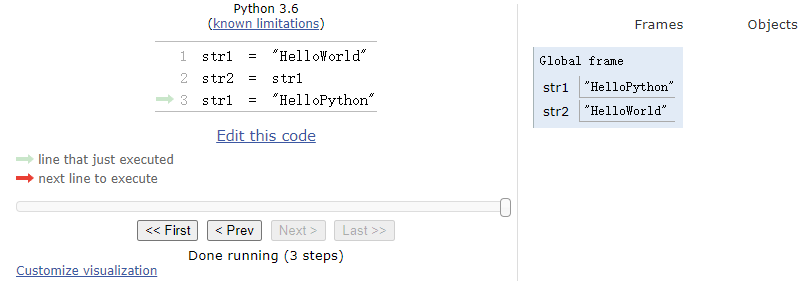 Python 3.6
(known limitations)
1 str1 = "HelloWorld"
2 str2 = str1
3 str1 = "HelloPython"
Edit this code
line that just executed
next line to execute
<< First < Prev Next > Last >>
Done running (3 steps)
Customize visualization
Frames Objects
Global frame
str1 "HelloPython"
str2 "HelloWorld"